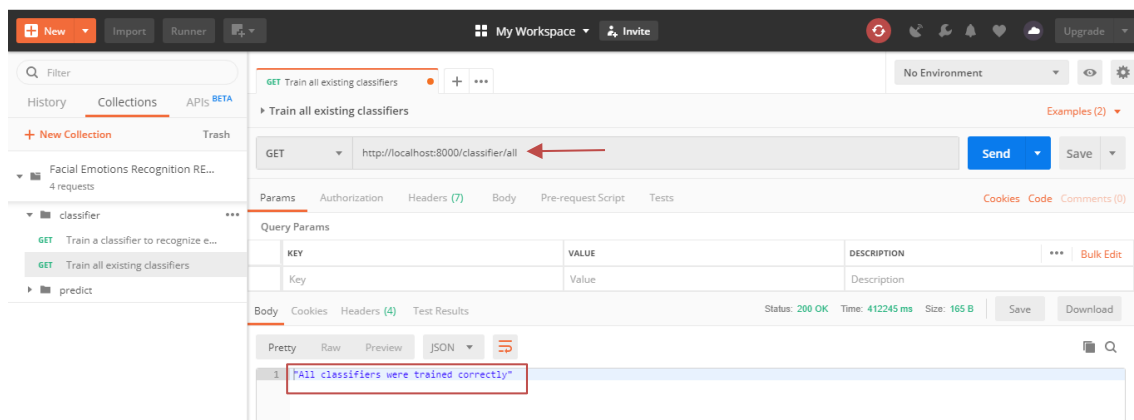 New Import Runner My Workspace Invite Upgrade
Filter
History Collections APIs BETA
+ New Collection Trash
Facial Emotions Recognition RE...
4 requests
classifier
GET Train a classifier to recognize e...
GET Train all existing classifiers
predict
GET Train all existing classifiers
No Environment
Train all existing classifiers Examples (2)
GET http://localhost:8000/classifier/all Send Save
Params Authorization Headers (7) Body Pre-request Script Tests Cookies Code Comments (0)
Query Params
KEY VALUE DESCRIPTION Bulk Edit
Key Value Description
Body Cookies Headers (4) Test Results Status: 200 OK Time: 412245 ms Size: 165 B Save Download
Pretty Raw Preview JSON
1 "All classifiers were trained correctly"